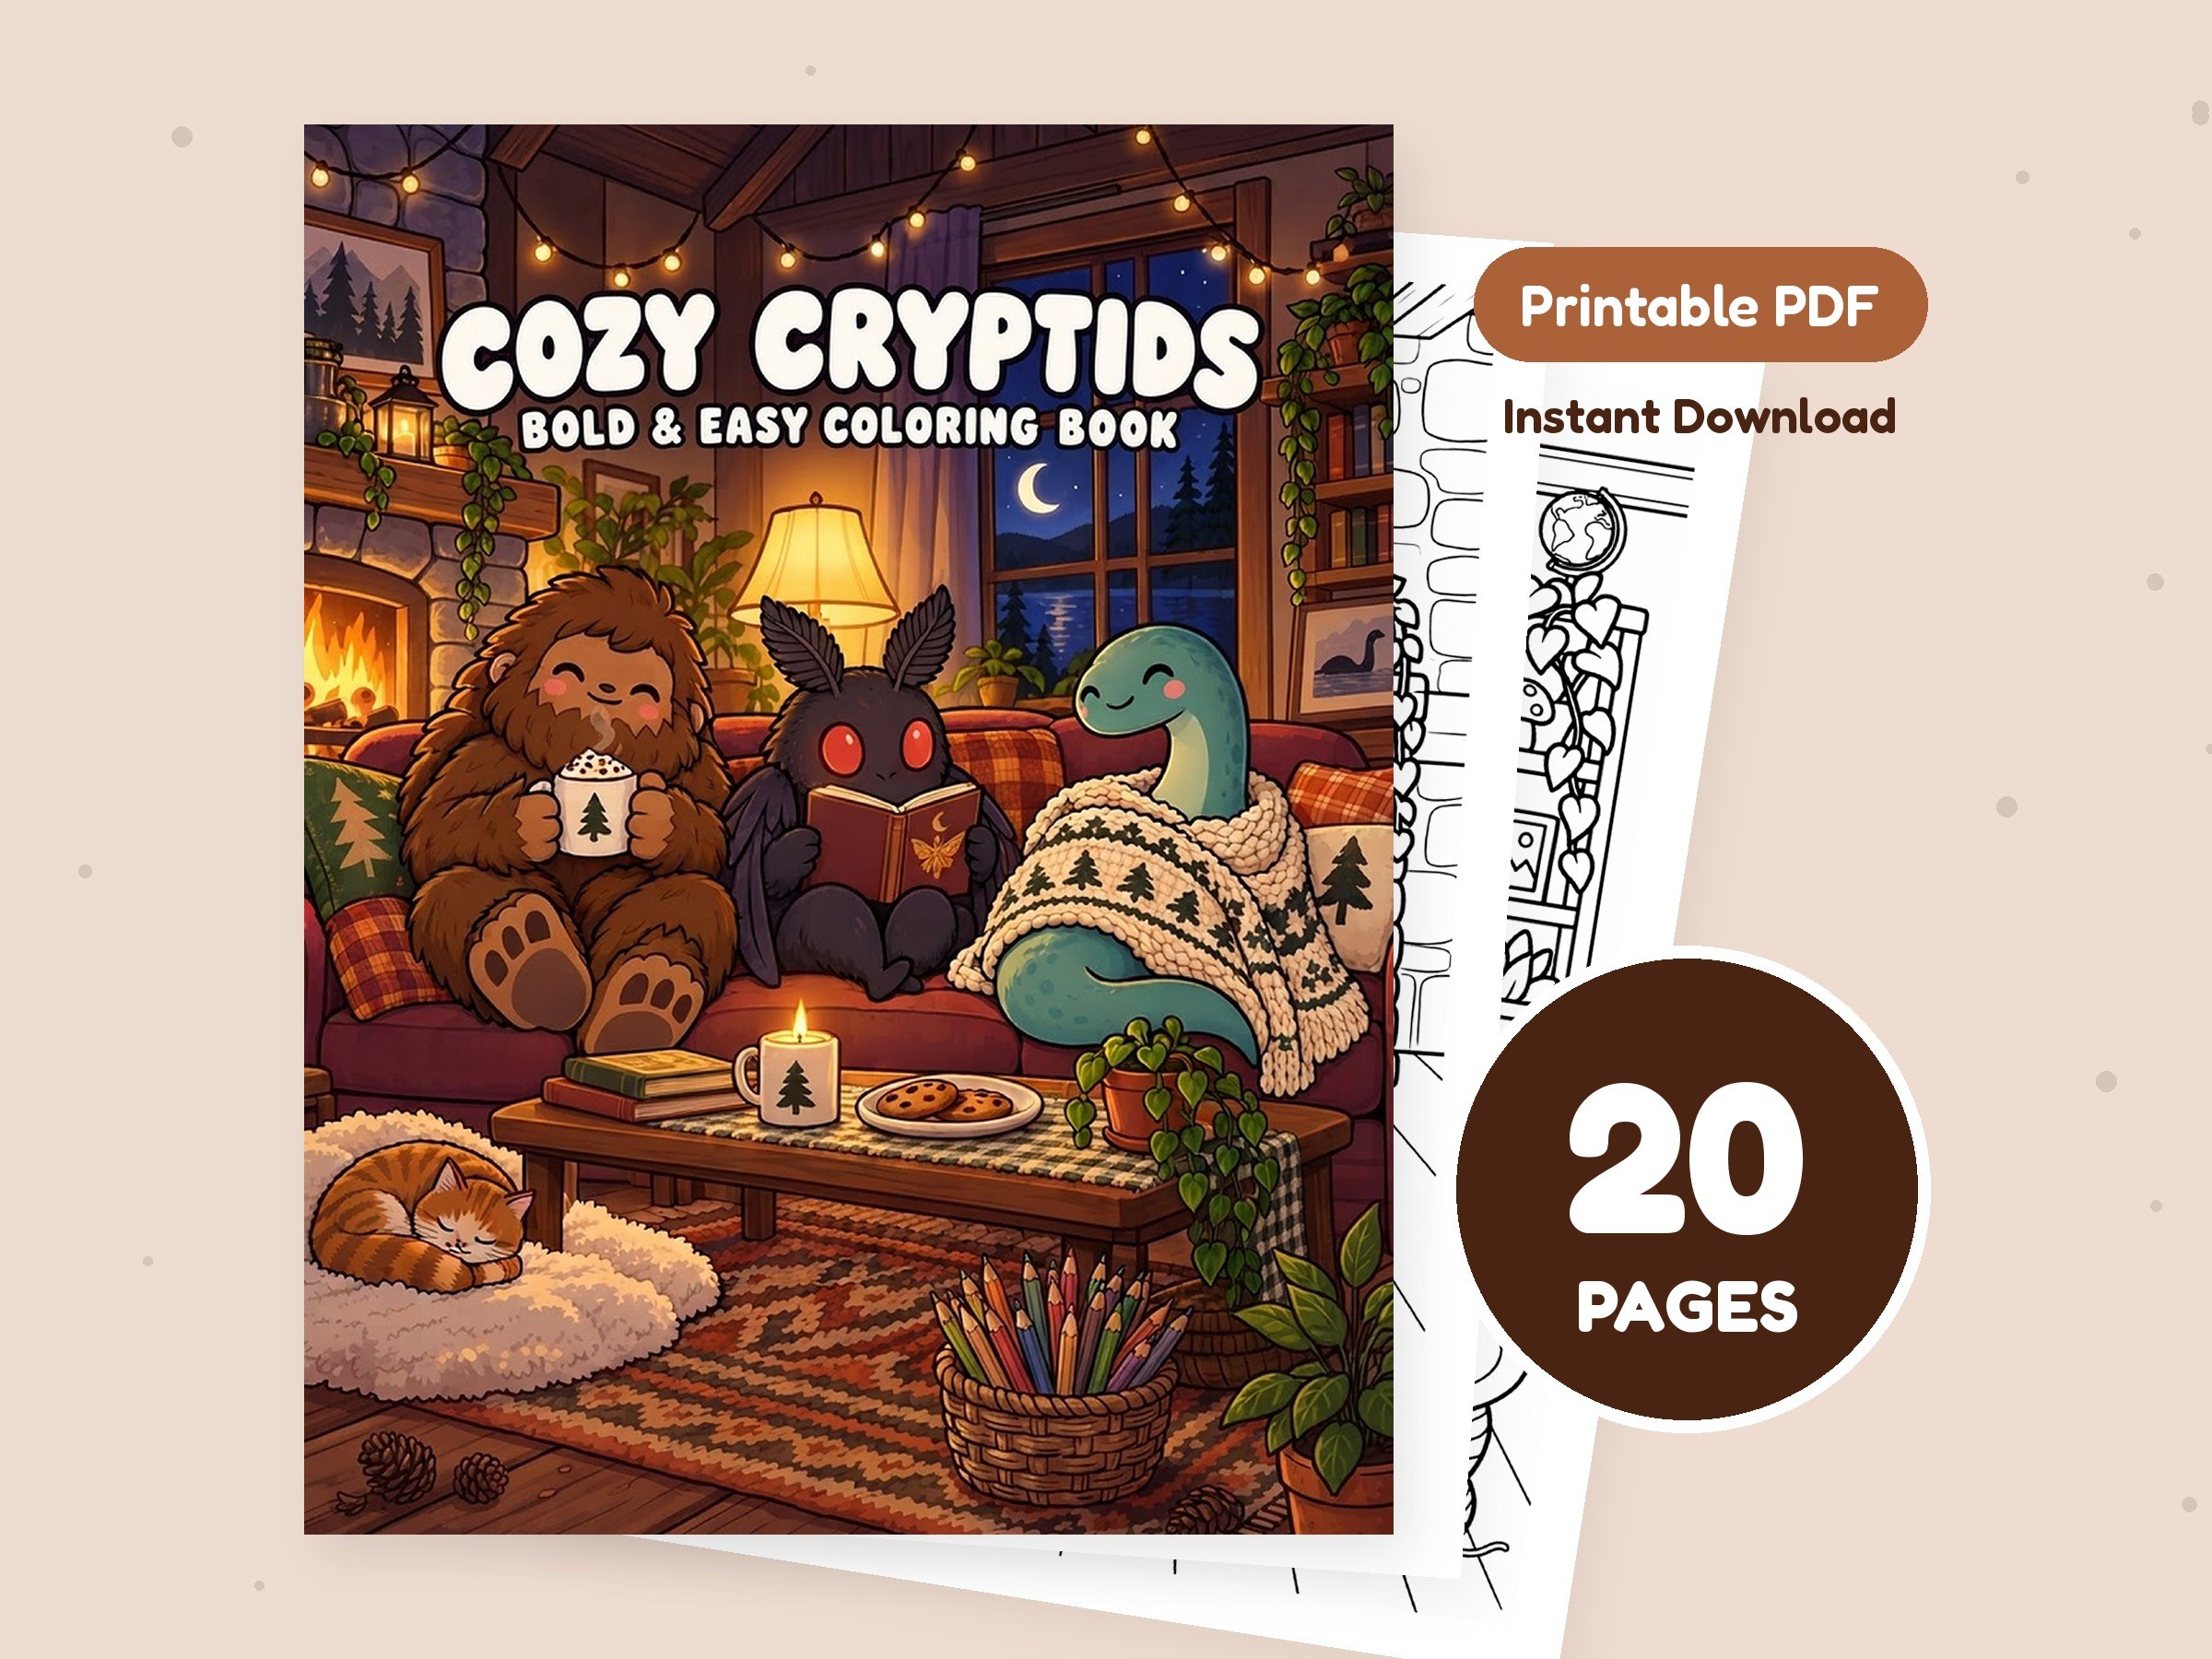 COZY CRYPTIDS
BOLD & EASY COLORING BOOK
Printable PDF
Instant Download
20
PAGES